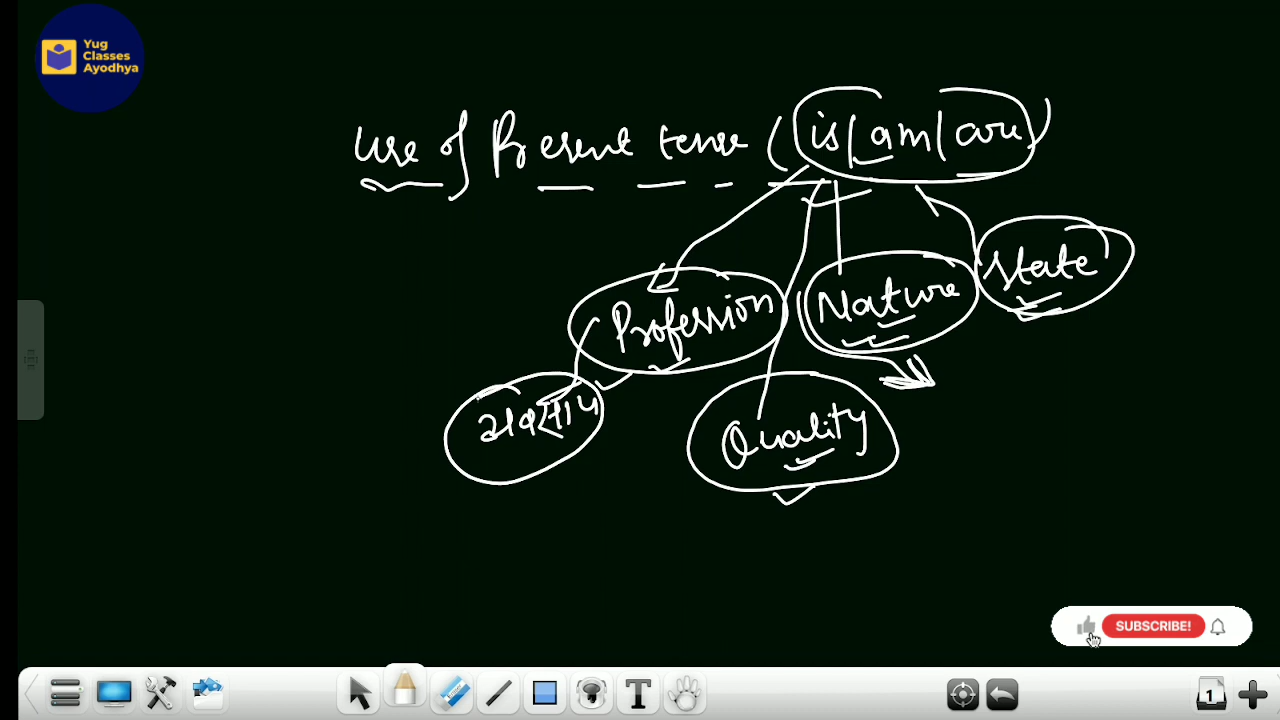 Yug
Classes
Ayodhya
Use of Present tense (is/am/are)
State
Nature
Profession
व्यवसाय
Quality
SUBSCRIBE!
T
1